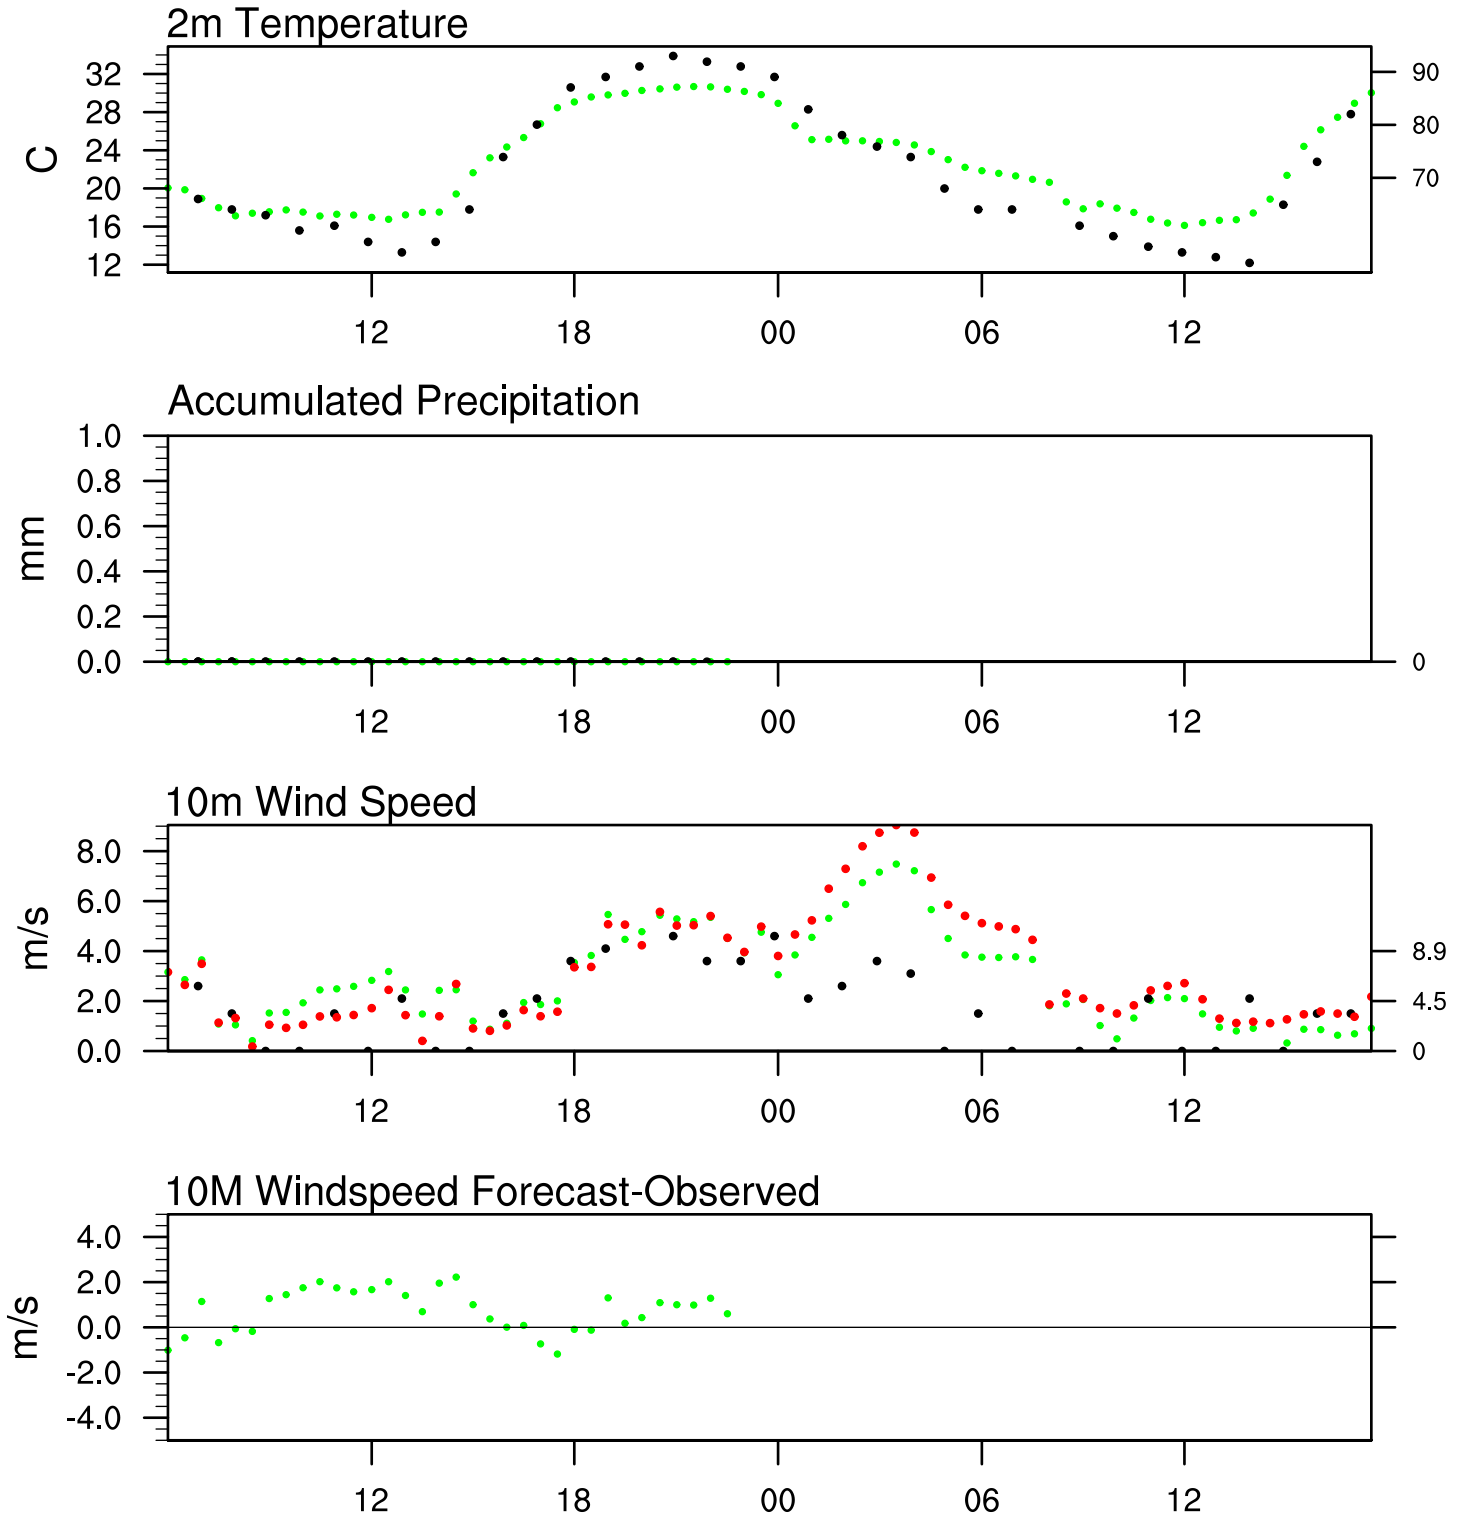 2m Temperature
32 90
28
80
24
C
20 70
16
12
12 18 00 06 12
Accumulated Precipitation
1.0
0.8
0.6
mm
0.4
0.2
0.0 0
12 18 00 06 12
10m Wind Speed
8.0
6.0
m/s
4.0 8.9
2.0 4.5
0.0 0
12 18 00 06 12
10M Windspeed Forecast-Observed
4.0
2.0
m/s
0.0
-2.0
-4.0
12 18 00 06 12